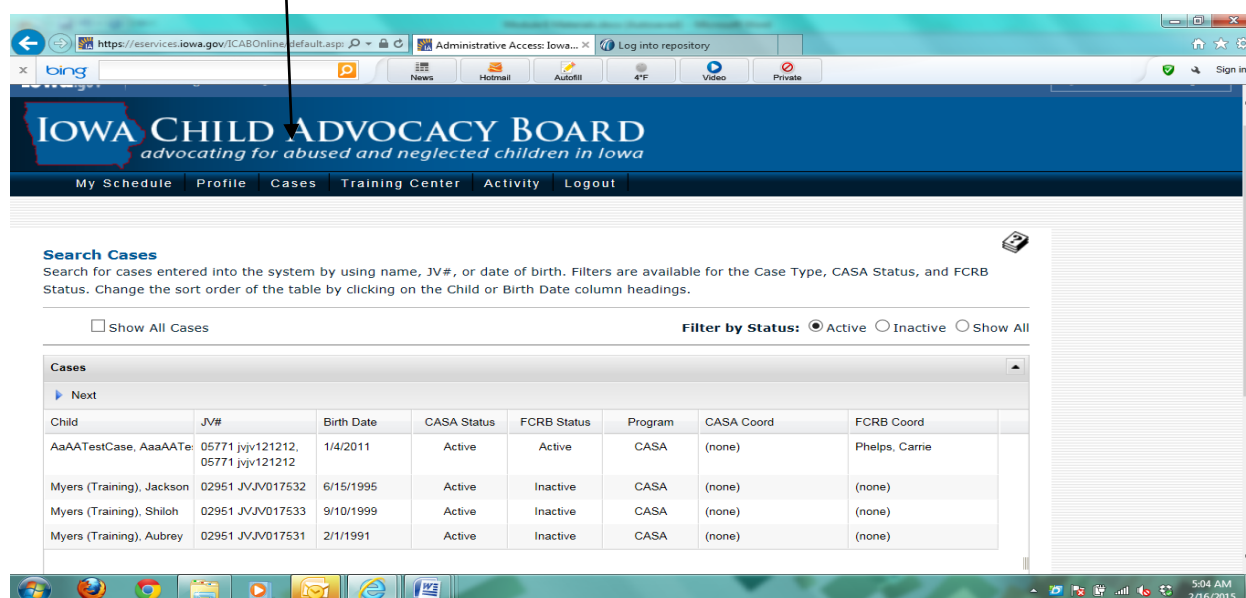 https://eservices.iowa.gov/ICABOnline/default.asp:
Administrative Access: Iowa... ×
Log into repository
x bing News Hotmail Autofill 4°F Video Private Sign in
IOWA CHILD ADVOCACY BOARD
advocating for abused and neglected children in Iowa
My Schedule Profile Cases Training Center Activity Logout
Search Cases
Search for cases entered into the system by using name, JV#, or date of birth. Filters are available for the Case Type, CASA Status, and FCRB
Status. Change the sort order of the table by clicking on the Child or Birth Date column headings.
Show All Cases Filter by Status: Active Inactive Show All
Cases
Next
Child JV# Birth Date CASA Status FCRB Status Program CASA Coord FCRB Coord
AaAATestCase, AaaAATe: 05771 jvjv121212, 1/4/2011 Active Active CASA (none) Phelps, Carrie
05771 jvjv121212
Myers (Training), Jackson 02951 JVJV017532 6/15/1995 Active Inactive CASA (none) (none)
Myers (Training), Shiloh 02951 JVJV017533 9/10/1999 Active Inactive CASA (none) (none)
Myers (Training), Aubrey 02951 JVJV017531 2/1/1991 Active Inactive CASA (none) (none)
5:04 AM
2/16/2015